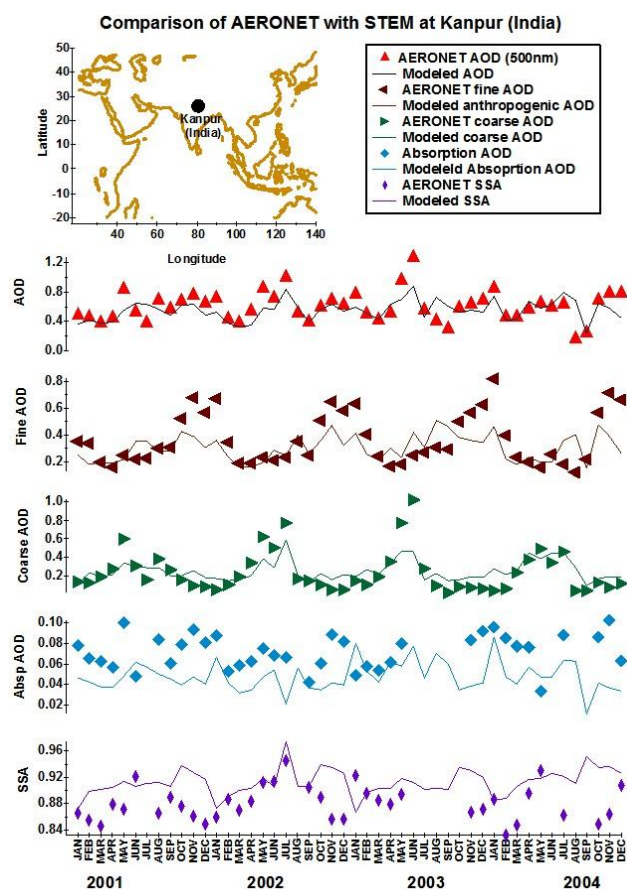 Comparison of AERONET with STEM at Kanpur (India)
50
40
30
20
10
0
-10
-20
Latitude
Kanpur
(India)
40 60 80 100 120 140
Longitude
AERONET AOD (500nm)
Modeled AOD
AERONET fine AOD
Modeled anthropogenic AOD
AERONET coarse AOD
Modeled coarse AOD
Absorption AOD
Modeleld Absoprtion AOD
AERONET SSA
Modeled SSA
AOD
1.2
0.8
0.4
0.0
Fine AOD
0.8
0.6
0.4
0.2
Coarse AOD
1.0
0.8
0.6
0.4
0.2
Absp AOD
0.10
0.08
0.06
0.04
0.02
SSA
0.96
0.92
0.88
0.84
JAN FEB MAR APR MAY JUN JUL AUG SEP OCT NOV DEC JAN FEB MAR APR MAY JUN JUL AUG SEP OCT NOV DEC JAN FEB MAR APR MAY JUN JUL AUG SEP OCT NOV DEC JAN FEB MAR APR MAY JUN JUL AUG SEP OCT NOV DEC
2001 2002 2003 2004